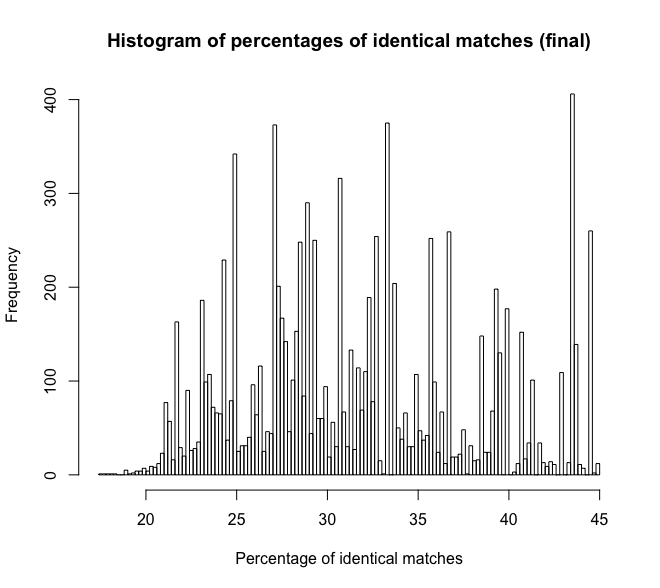 Histogram of percentages of identical matches (final)
Frequency
400
300
200
100
0
20 25 30 35 40 45
Percentage of identical matches